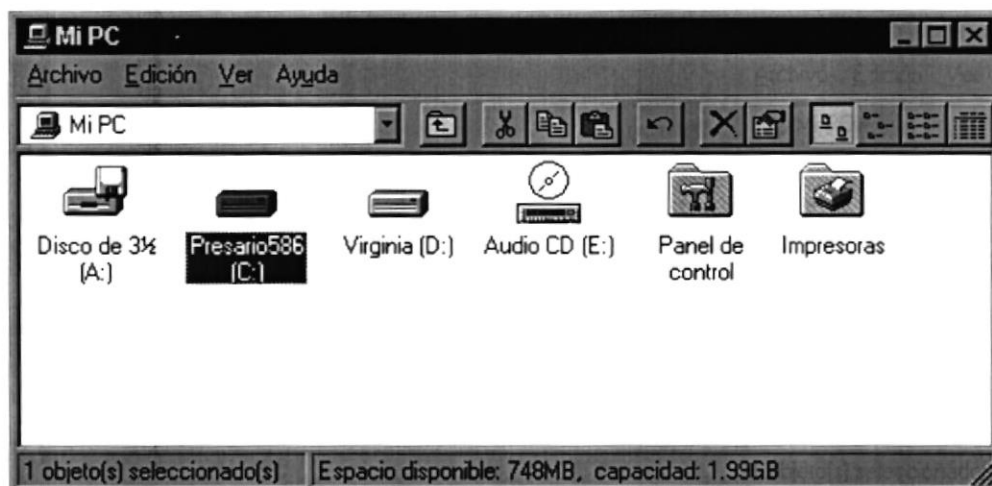 Mi PC
Archivo Edición Ver Ayuda
Mi PC
Disco de 3½ (A:)
Presario586 (C:)
Virginia (D:)
Audio CD (E:)
Panel de control
Impresoras
1 objeto(s) seleccionado(s) Espacio disponible: 748MB, capacidad: 1.99GB